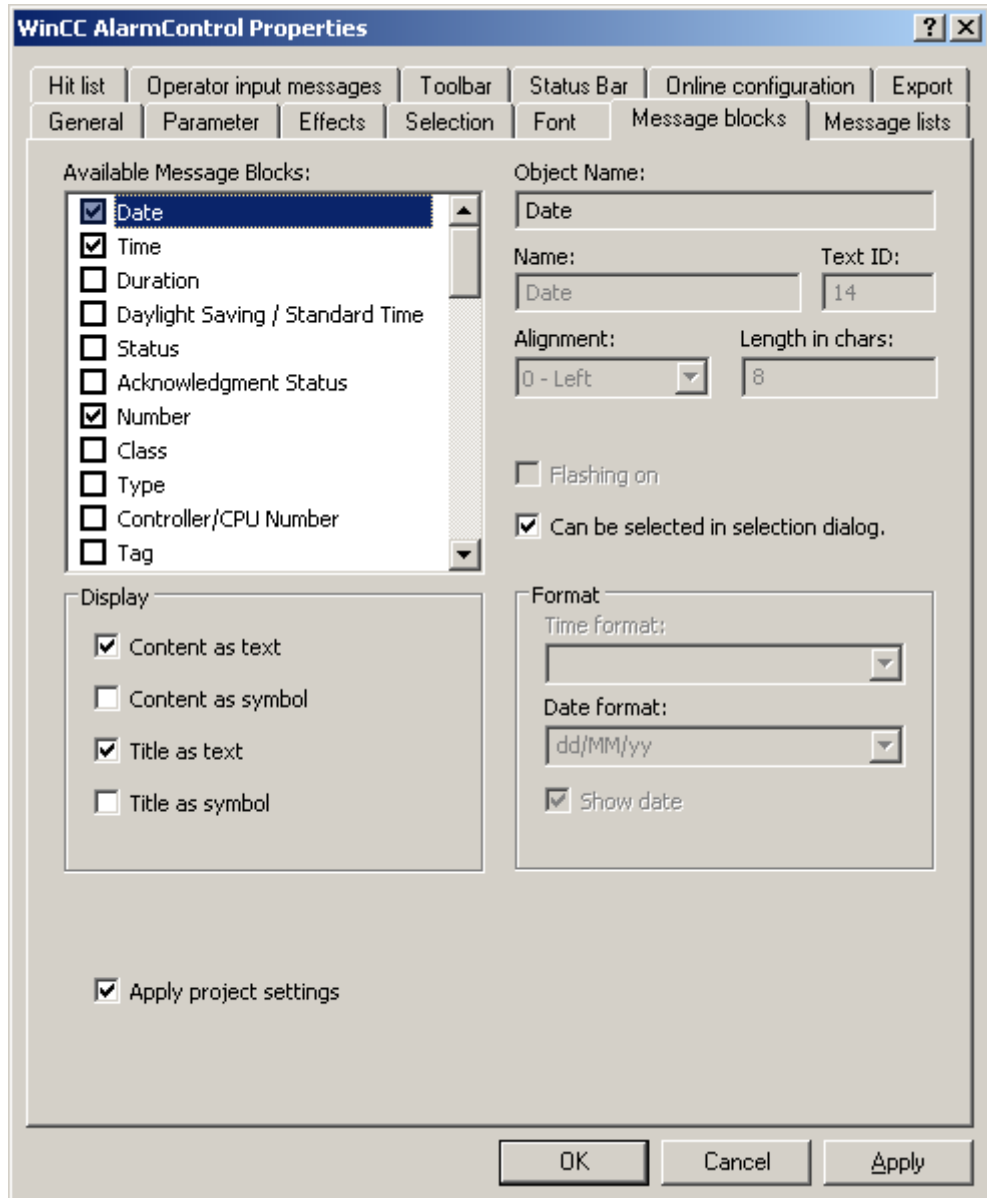 WinCC AlarmControl Properties
Hit list Operator input messages Toolbar Status Bar Online configuration Export
General Parameter Effects Selection Font Message blocks Message lists
Available Message Blocks:
Date
Time
Duration
Daylight Saving / Standard Time
Status
Acknowledgment Status
Number
Class
Type
Controller/CPU Number
Tag
Object Name:
Date
Name: Text ID:
Date 14
Alignment: Length in chars:
0 - Left 8
Flashing on
Can be selected in selection dialog.
Display
Content as text
Content as symbol
Title as text
Title as symbol
Format
Time format:
Date format:
dd/MM/yy
Show date
Apply project settings
OK Cancel Apply